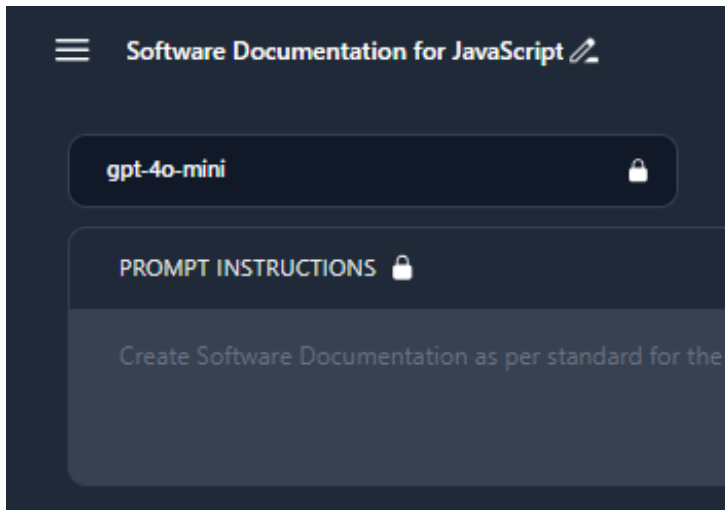 Software Documentation for JavaScript
gpt-4o-mini
PROMPT INSTRUCTIONS
Create Software Documentation as per standard for the